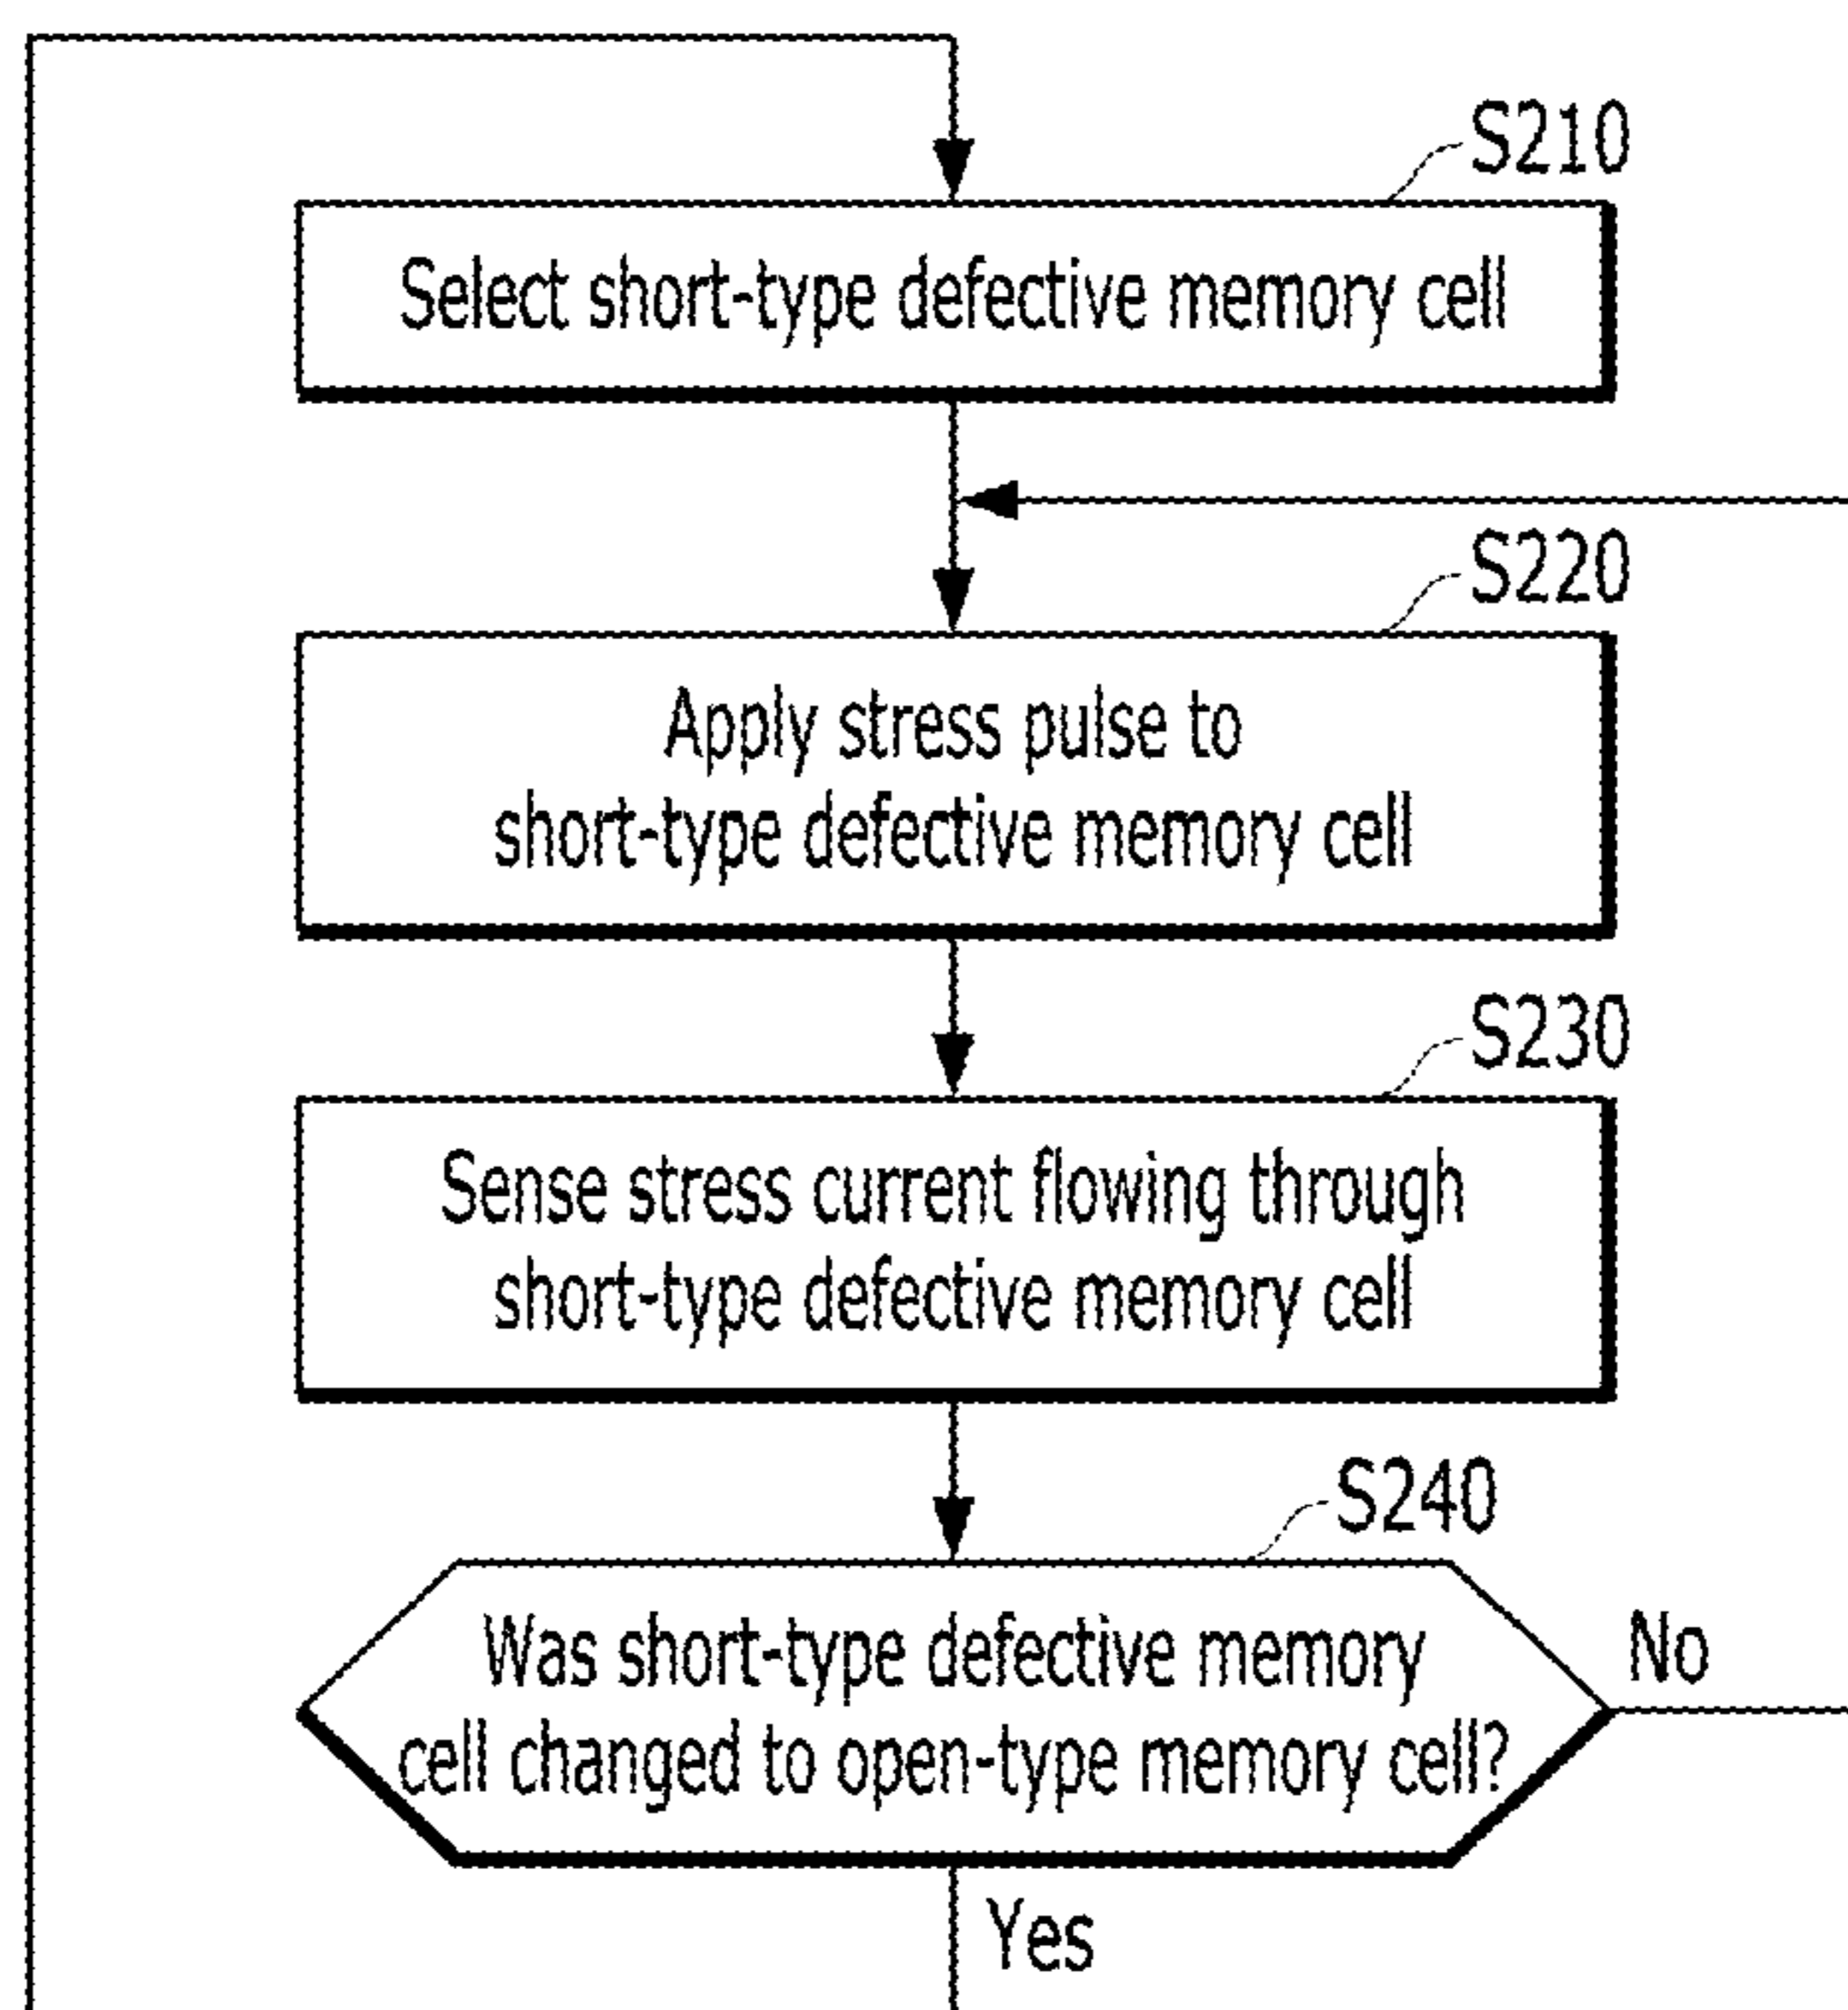 S210
Select short-type defective memory cell
S220
Apply stress pulse to
short-type defective memory cell
S230
Sense stress current flowing through
short-type defective memory cell
S240
Was short-type defective memory
cell changed to open-type memory cell?
No
Yes